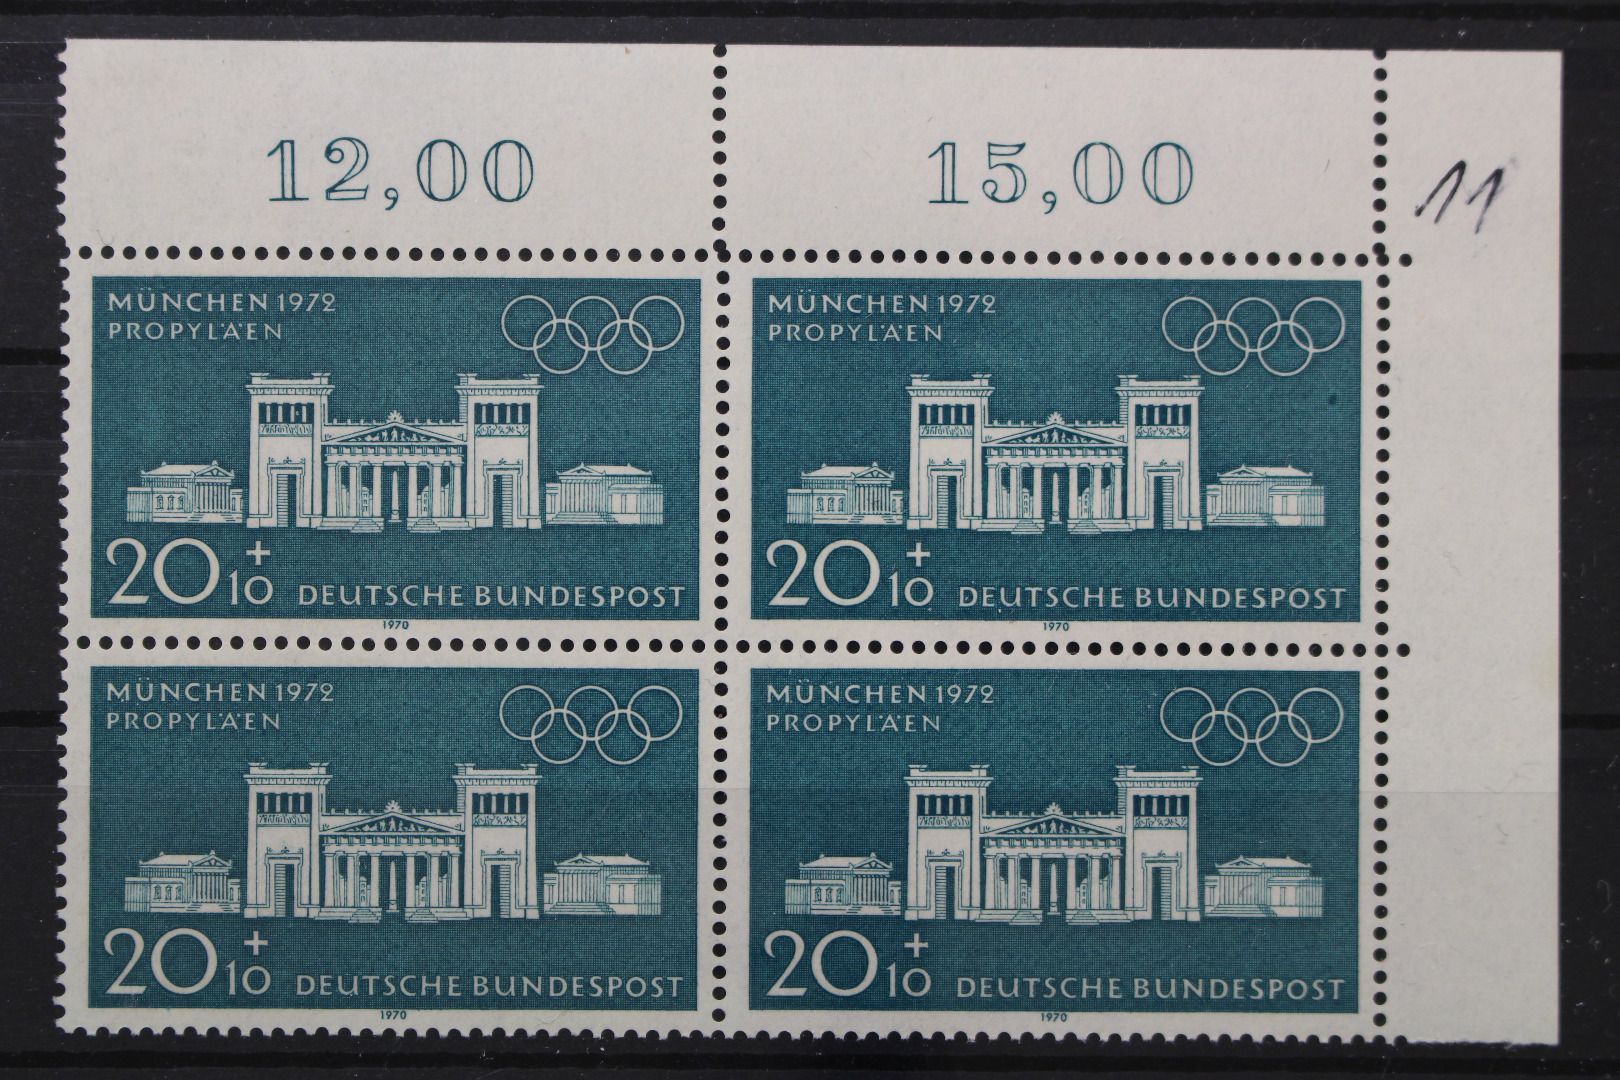 12,00 15,00 11
MÜNCHEN 1972
PROPYLÄEN
20+10 DEUTSCHE BUNDESPOST
1970
MÜNCHEN 1972
PROPYLÄEN
20+10 DEUTSCHE BUNDESPOST
1970
MÜNCHEN 1972
PROPYLÄEN
20+10 DEUTSCHE BUNDESPOST
1970
MÜNCHEN 1972
PROPYLÄEN
20+10 DEUTSCHE BUNDESPOST
1970